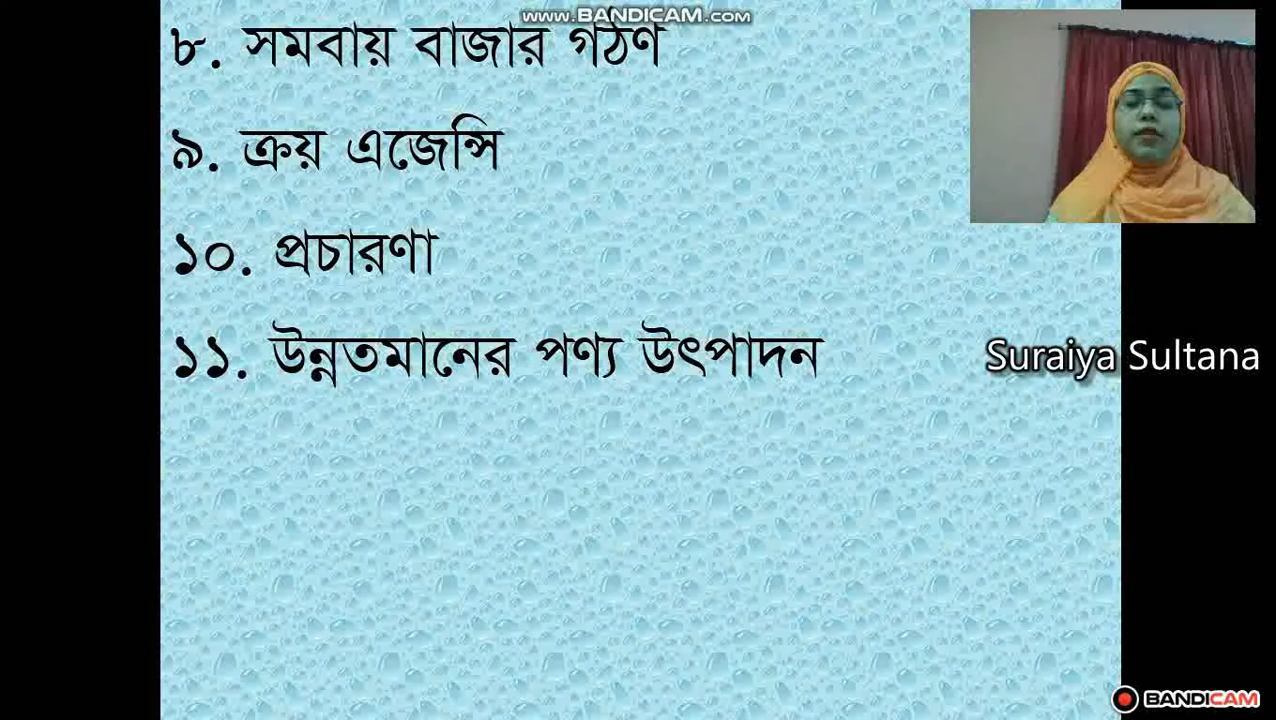 www.BANDICAM.com
৮. সমবায় বাজার গঠণ
৯. ক্রয় এজেন্সি
১০. প্রচারণা
১১. উন্নতমানের পণ্য উৎপাদন
Suraiya Sultana
BANDICAM